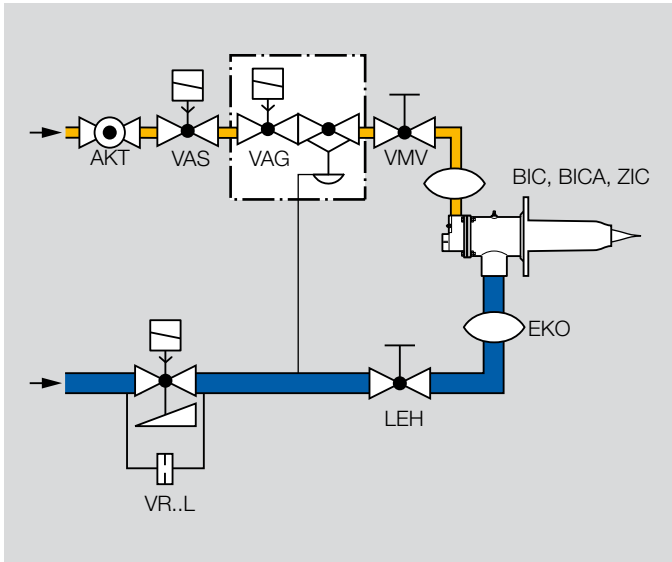 AKT
VAS
VAG
VMV
BIC, BICA, ZIC
EKO
LEH
VR..L